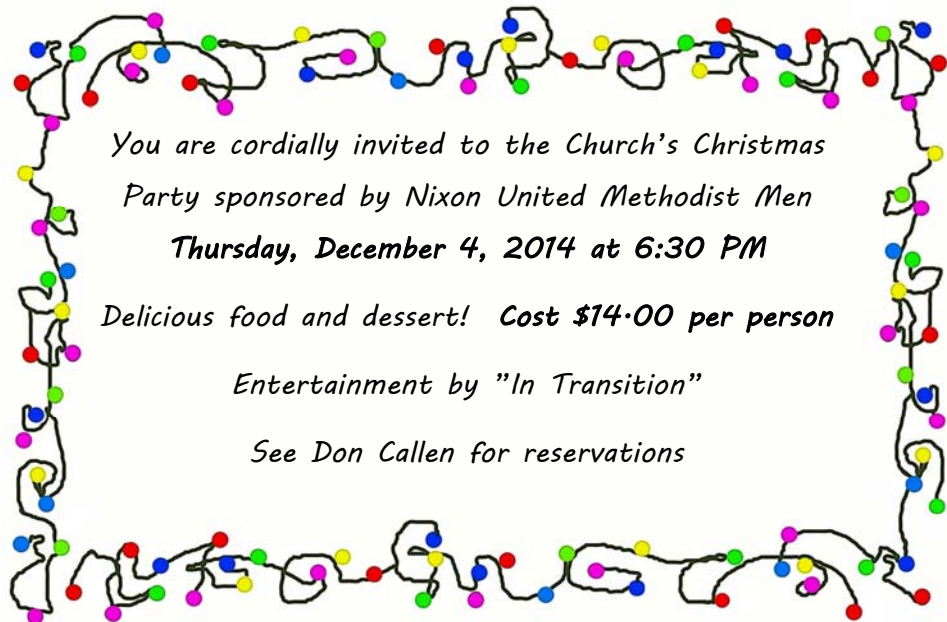 You are cordially invited to the Church's Christmas
Party sponsored by Nixon United Methodist Men
Thursday, December 4, 2014 at 6:30 PM
Delicious food and dessert!  Cost $14.00 per person
Entertainment by "In Transition"
See Don Callen for reservations